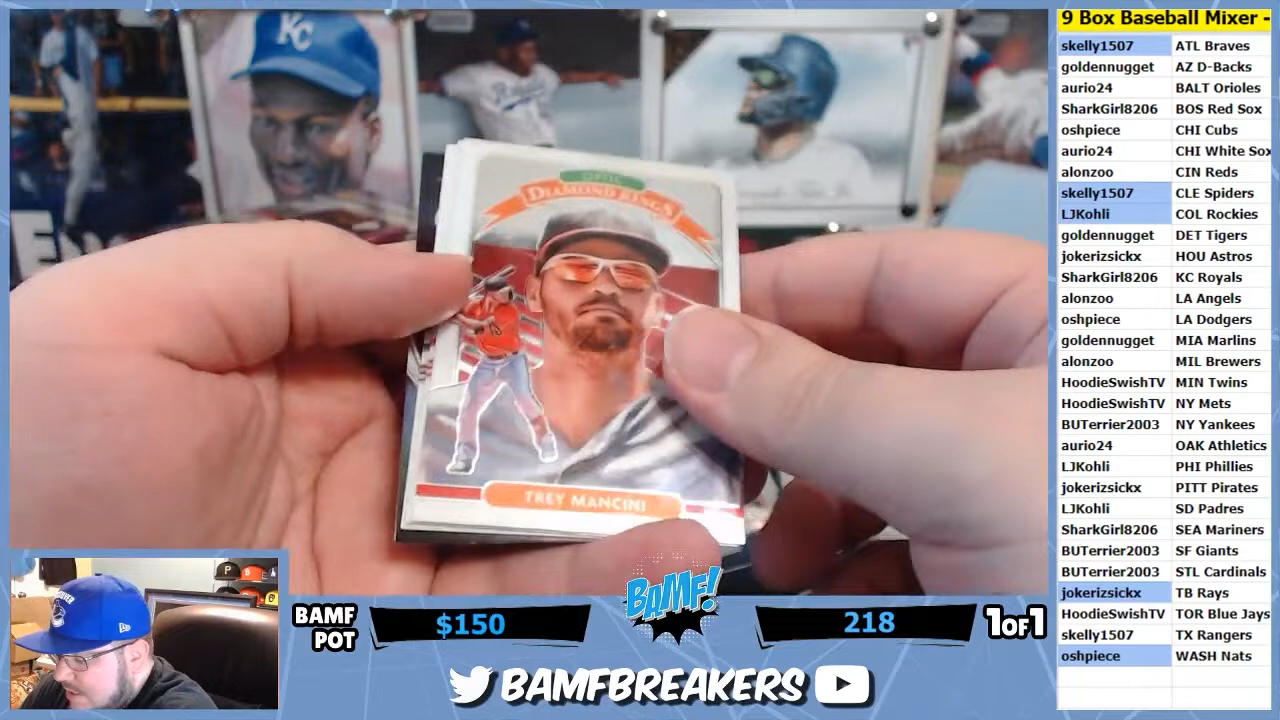 9 Box Baseball Mixer -
skelly1507 ATL Braves
goldennugget AZ D-Backs
aurio24 BALT Orioles
SharkGirl8206 BOS Red Sox
oshpiece CHI Cubs
aurio24 CHI White Sox
alonzoo CIN Reds
skelly1507 CLE Spiders
LJKohli COL Rockies
goldennugget DET Tigers
jokerizsickx HOU Astros
SharkGirl8206 KC Royals
alonzoo LA Angels
oshpiece LA Dodgers
goldennugget MIA Marlins
alonzoo MIL Brewers
HoodieSwishTV MIN Twins
HoodieSwishTV NY Mets
BUTerrier2003 NY Yankees
aurio24 OAK Athletics
LJKohli PHI Phillies
jokerizsickx PITT Pirates
LJKohli SD Padres
SharkGirl8206 SEA Mariners
BUTerrier2003 SF Giants
BUTerrier2003 STL Cardinals
jokerizsickx TB Rays
HoodieSwishTV TOR Blue Jays
skelly1507 TX Rangers
oshpiece WASH Nats
KC
DIAMOND KINGS
TREY MANCINI
BAMF
POT
$150
BAMF!
218
1OF1
BAMFBREAKERS